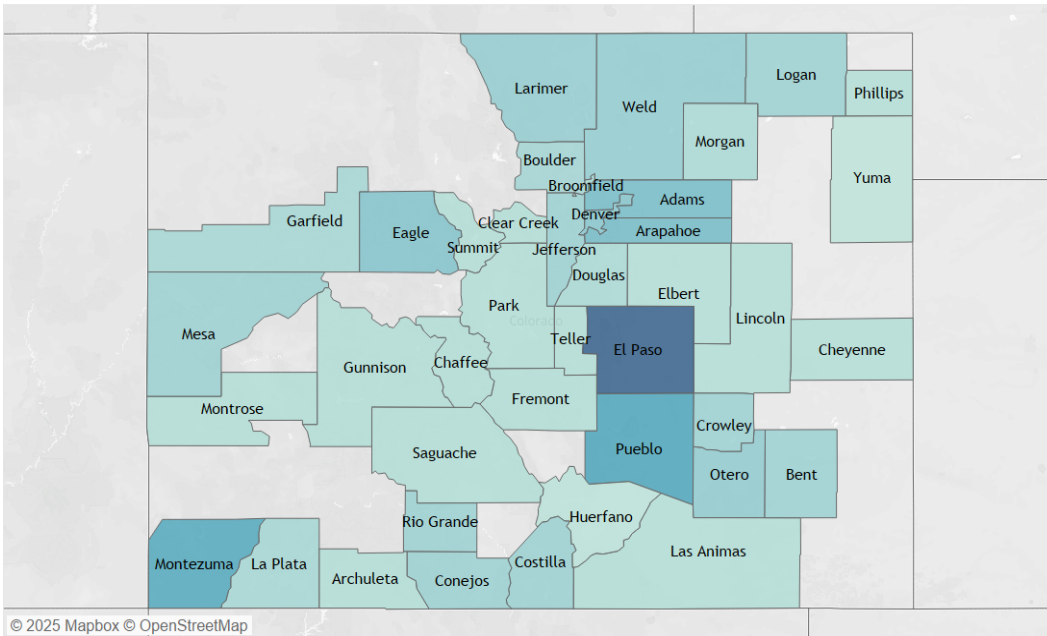 Larimer
Weld
Logan
Phillips
Morgan
Boulder
Yuma
Broomfield
Adams
Garfield
Eagle
Clear Creek
Denver
Arapahoe
Summit
Jefferson
Douglas
Elbert
Park
Lincoln
Colorado
Mesa
Teller
El Paso
Cheyenne
Gunnison
Chaffee
Fremont
Montrose
Crowley
Saguache
Pueblo
Otero
Bent
Rio Grande
Huerfano
Las Animas
Montezuma
La Plata
Costilla
Archuleta
Conejos
© 2025 Mapbox © OpenStreetMap